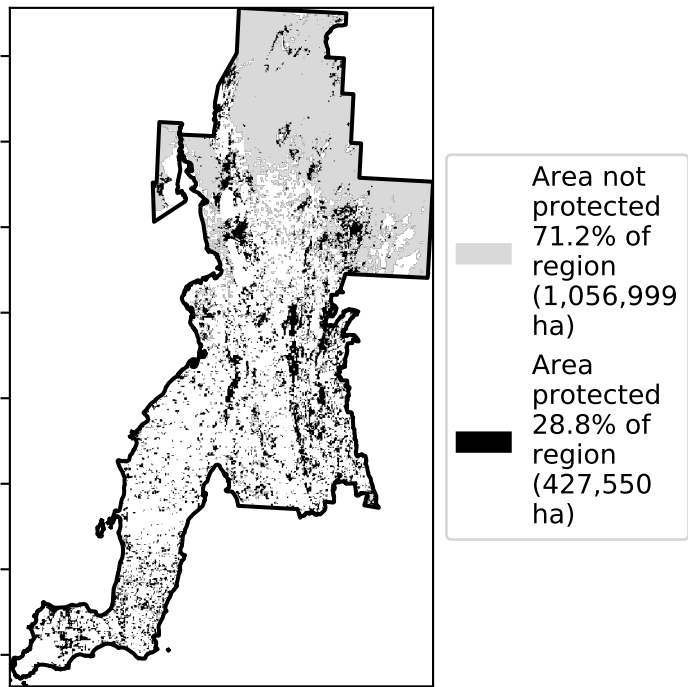 Area not
protected
71.2% of
region
(1,056,999
ha)
Area
protected
28.8% of
region
(427,550
ha)